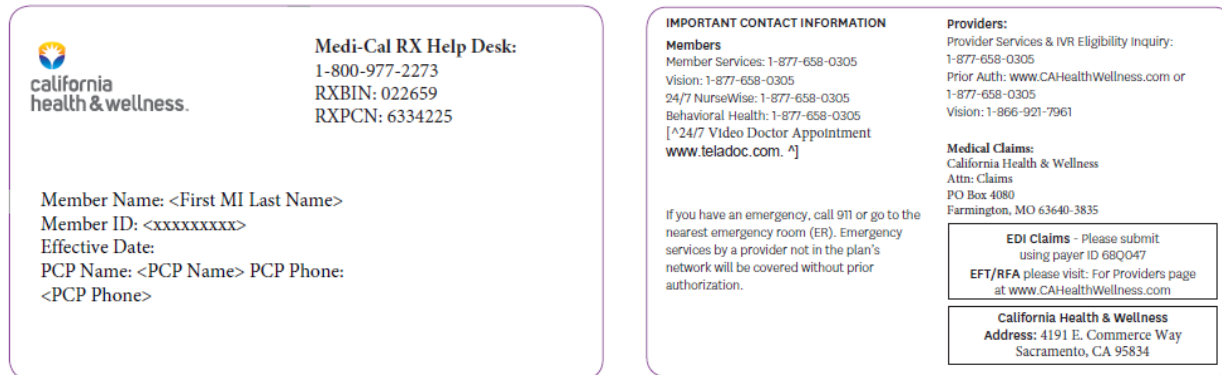 california
health & wellness.
Medi-Cal RX Help Desk:
1-800-977-2273
RXBIN: 022659
RXPCN: 6334225
Member Name: <First MI Last Name>
Member ID: <xxxxxxxxx>
Effective Date:
PCP Name: <PCP Name> PCP Phone:
<PCP Phone>
IMPORTANT CONTACT INFORMATION
Members
Member Services: 1-877-658-0305
Vision: 1-877-658-0305
24/7 NurseWise: 1-877-658-0305
Behavioral Health: 1-877-658-0305
[^24/7 Video Doctor Appointment
www.teladoc.com. ^]
If you have an emergency, call 911 or go to the
nearest emergency room (ER). Emergency
services by a provider not in the plan's
network will be covered without prior
authorization.
Providers:
Provider Services & IVR Eligibility Inquiry:
1-877-658-0305
Prior Auth: www.CAHealthWellness.com or
1-877-658-0305
Vision: 1-866-921-7961
Medical Claims:
California Health & Wellness
Attn: Claims
PO Box 4080
Farmington, MO 63640-3835
EDI Claims - Please submit
using payer ID 68Q047
EFT/RFA please visit: For Providers page
at www.CAHealthWellness.com
California Health & Wellness
Address: 4191 E. Commerce Way
Sacramento, CA 95834